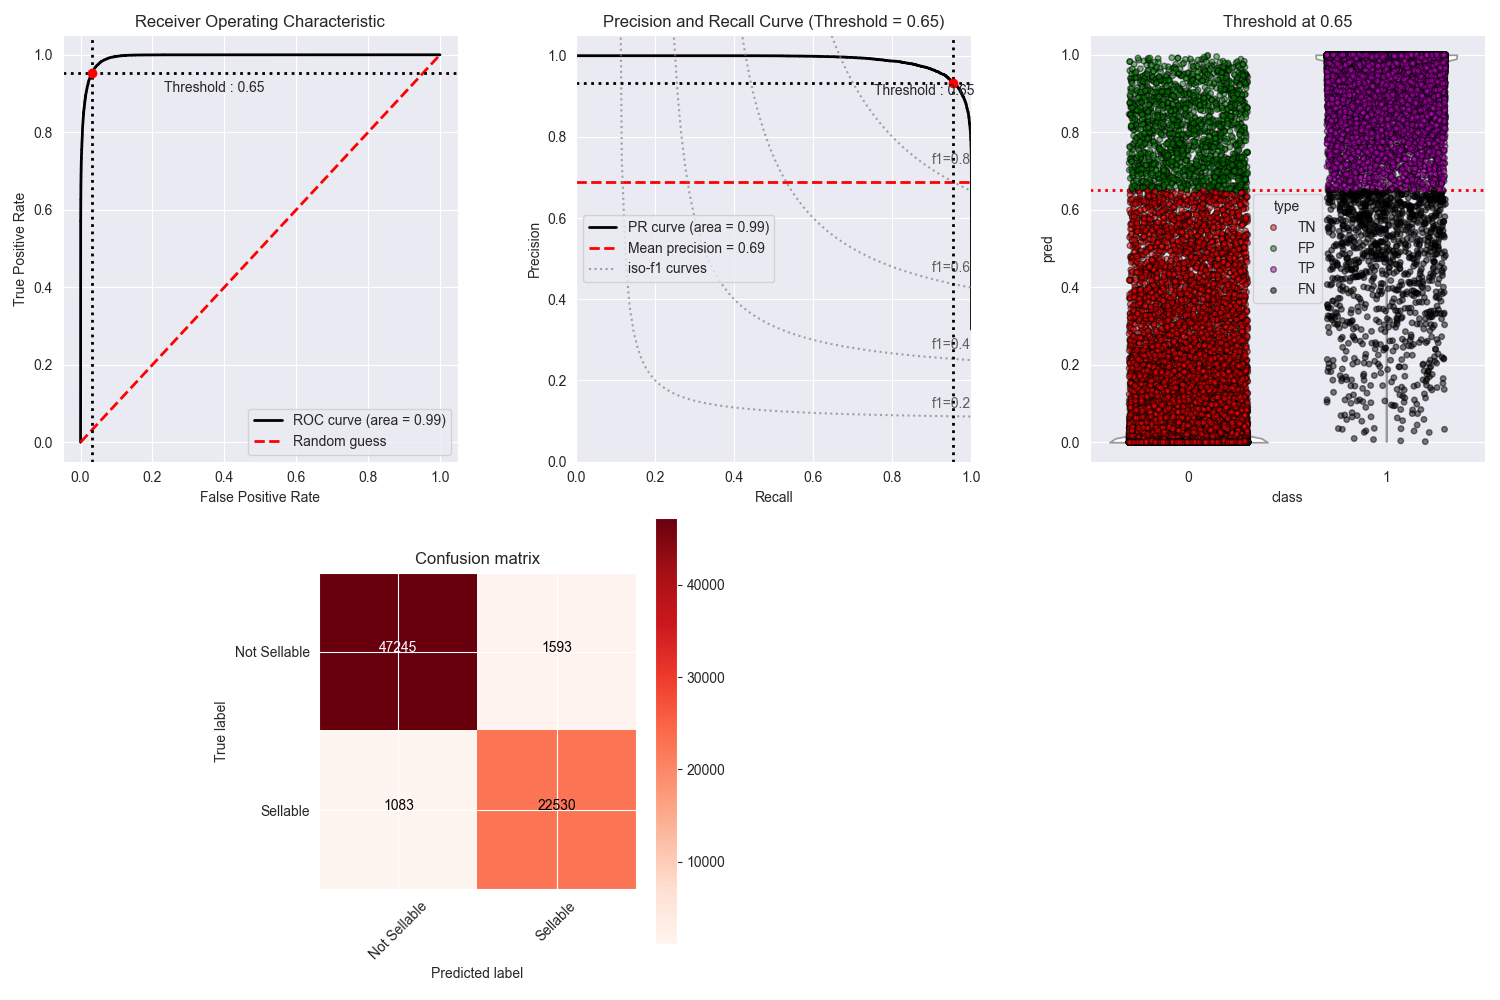 Receiver Operating Characteristic
1.0
0.8
0.6
0.4
0.2
0.0
True Positive Rate
Threshold : 0.65
ROC curve (area = 0.99)
Random guess
0.0 0.2 0.4 0.6 0.8 1.0
False Positive Rate
Precision and Recall Curve (Threshold = 0.65)
1.0
0.8
0.6
0.4
0.2
0.0
Precision
Threshold : 0.65
f1=0.8
f1=0.6
f1=0.4
f1=0.2
PR curve (area = 0.99)
Mean precision = 0.69
iso-f1 curves
0.0 0.2 0.4 0.6 0.8 1.0
Recall
Threshold at 0.65
1.0
0.8
0.6
0.4
0.2
0.0
pred
type
TN
FP
TP
FN
0 1
class
Confusion matrix
True label
Not Sellable
47245 1593
Sellable
1083 22530
Not Sellable Sellable
Predicted label
40000
30000
20000
10000